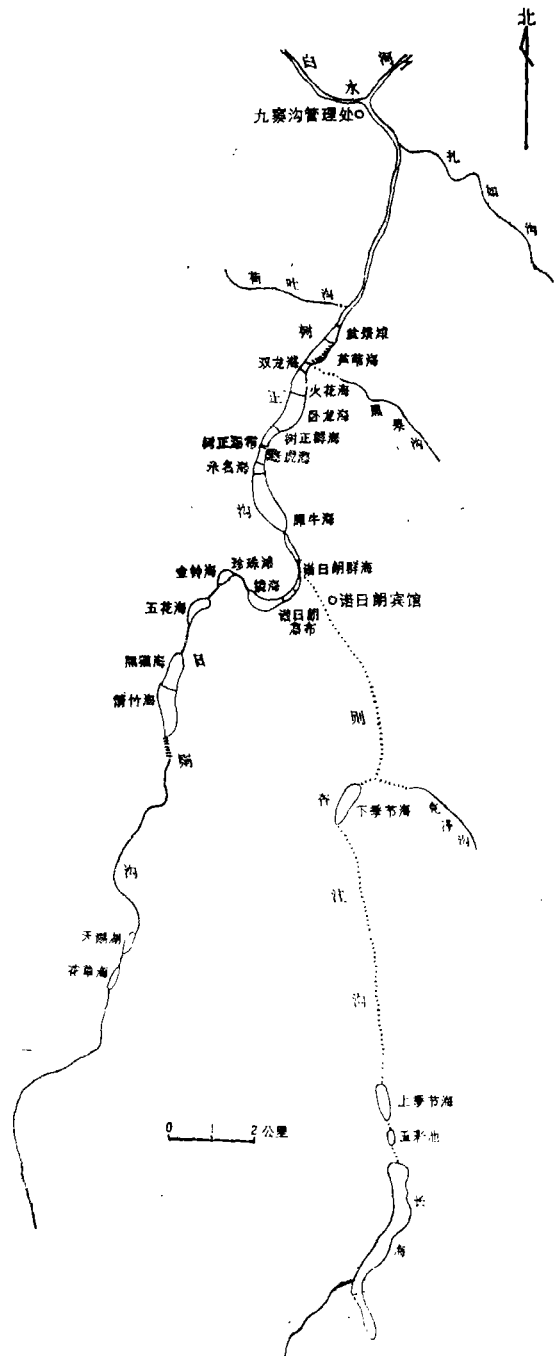 北
白水河
九寨沟管理处
扎如沟
荷叶沟
树正沟
盆景滩
双龙海
芦苇海
火花海
卧龙海
黑果沟
树正瀑布
树正群海
老虎海
犀牛海
诺日朗群海
珍珠滩
金铃海
镜海
诺日朗宾馆
五花海
诺日朗
瀑布
熊猫海
日则沟
箭竹海
则
查洼沟
下季节海
天鹅湖
花草海
上季节海
0 2 公里
五彩池
长海